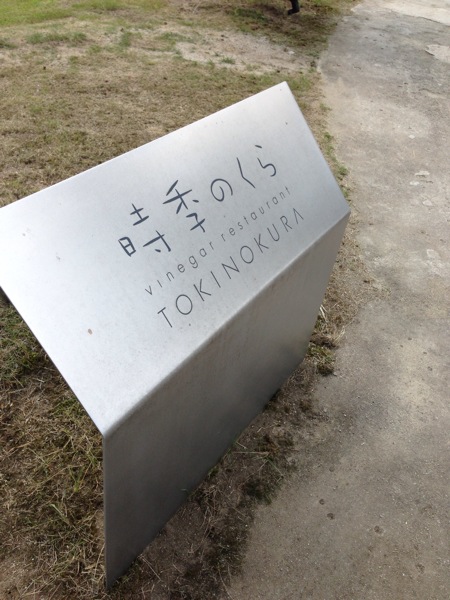 時季のくら
vinegar restaurant
TOKINOKURA